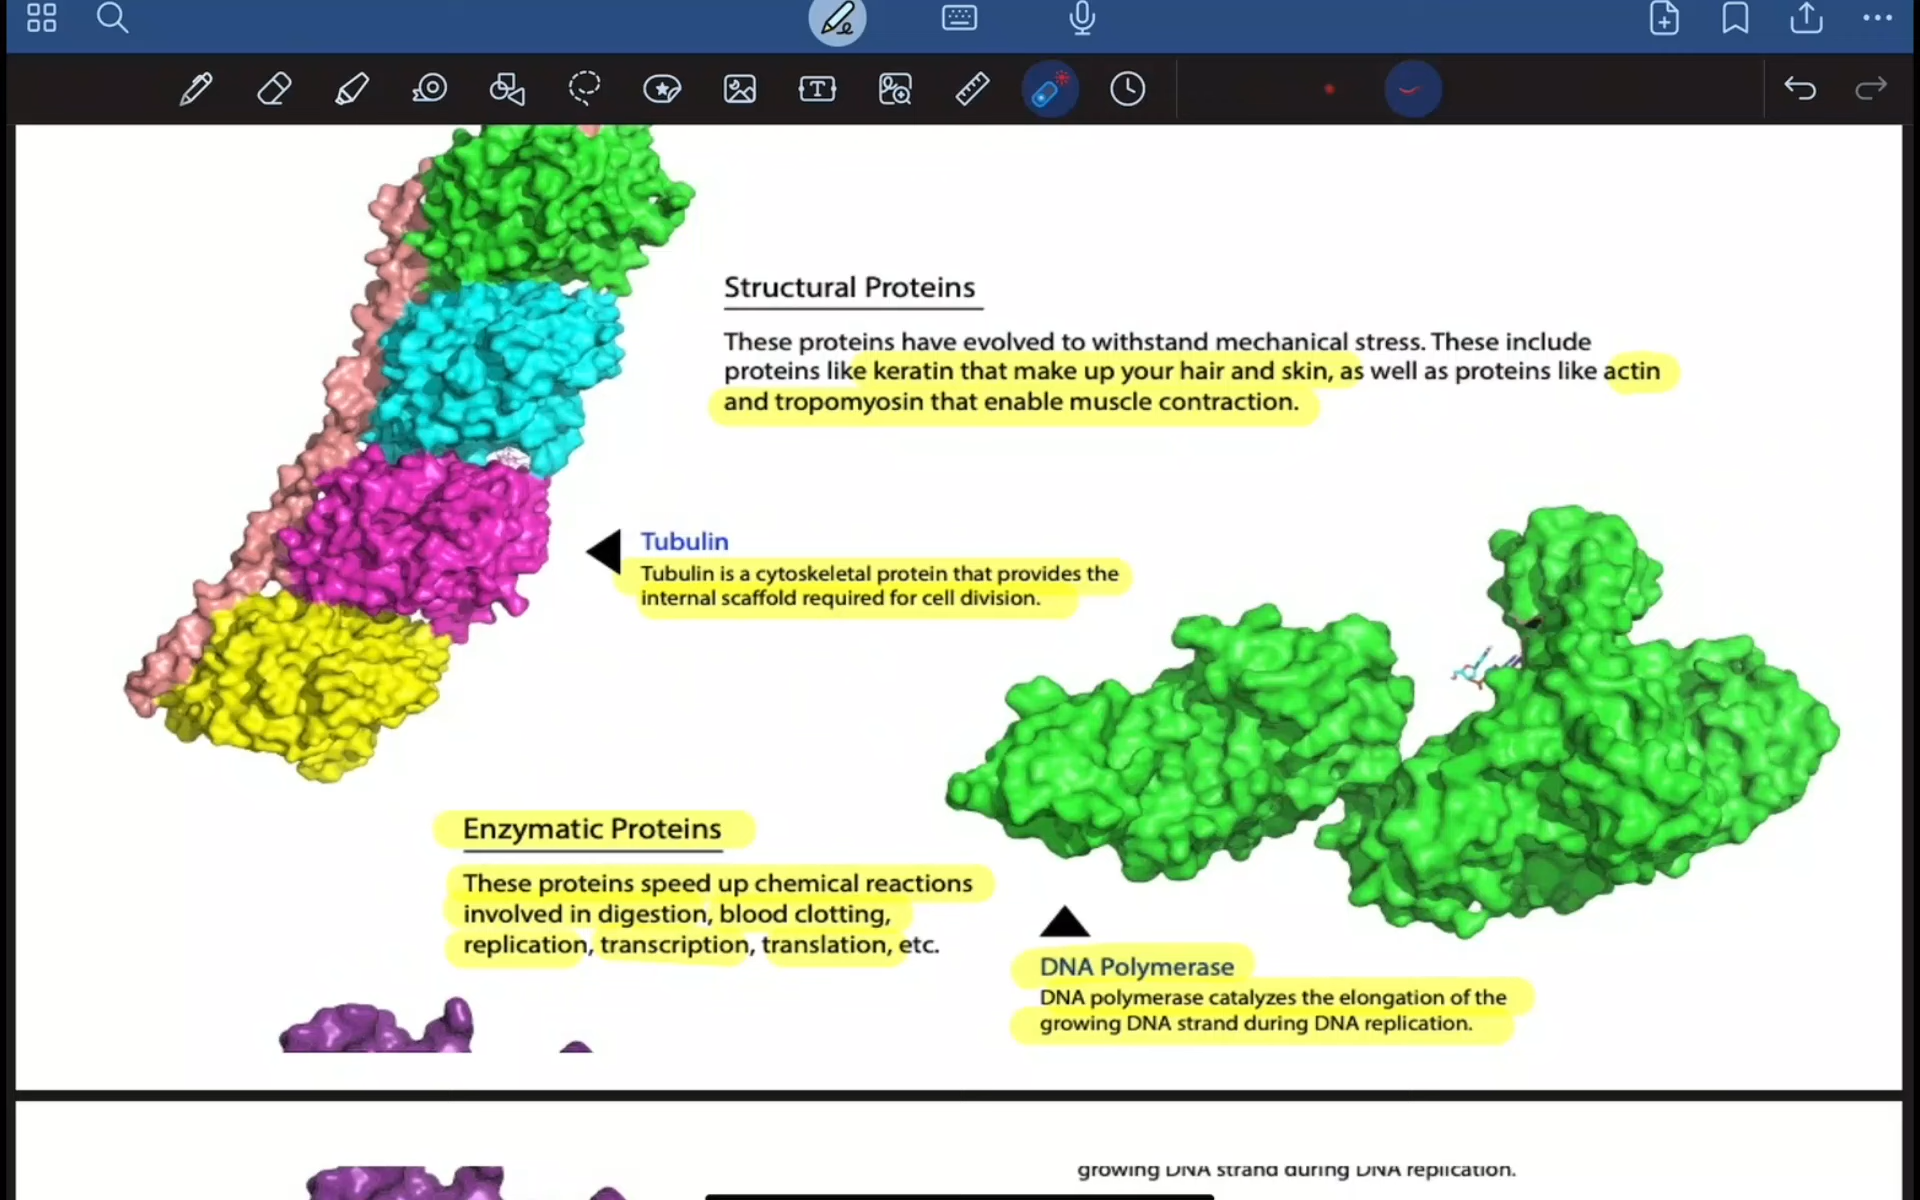 Structural Proteins
These proteins have evolved to withstand mechanical stress. These include
proteins like keratin that make up your hair and skin, as well as proteins like actin
and tropomyosin that enable muscle contraction.
Tubulin
Tubulin is a cytoskeletal protein that provides the
internal scaffold required for cell division.
Enzymatic Proteins
These proteins speed up chemical reactions
involved in digestion, blood clotting,
replication, transcription, translation, etc.
DNA Polymerase
DNA polymerase catalyzes the elongation of the
growing DNA strand during DNA replication.
growing DNA strand during DNA replication.